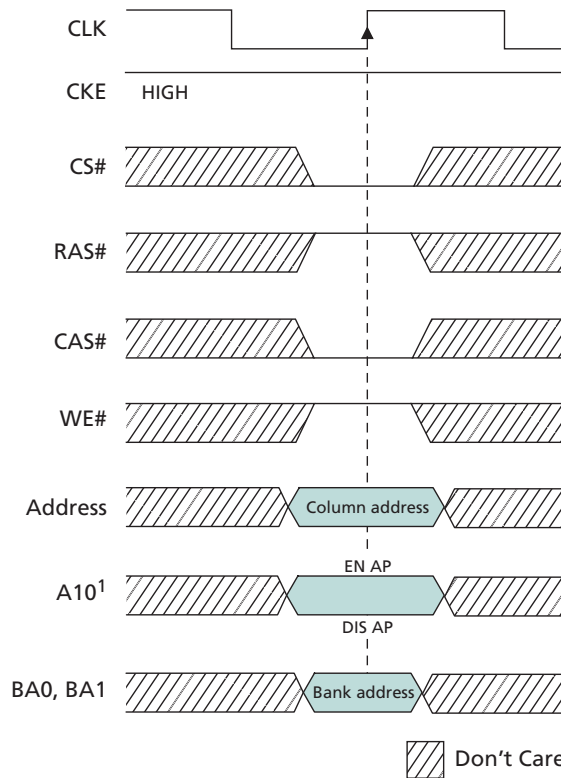 CLK
CKE HIGH
CS#
RAS#
CAS#
WE#
Address Column address
EN AP
A10¹
DIS AP
BA0, BA1 Bank address
Don't Care